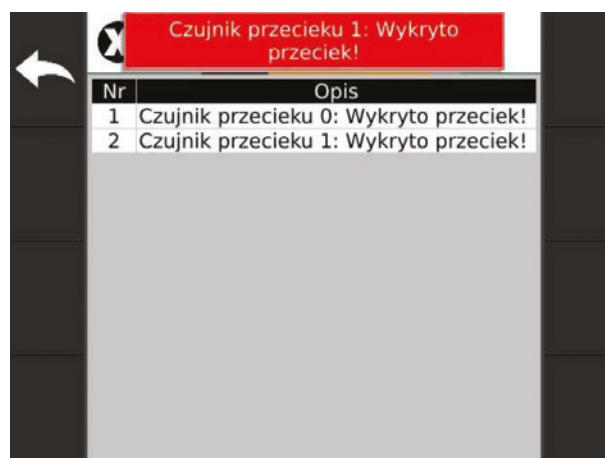 Czujnik przecieku 1: Wykryto
przeciek!
Nr Opis
1 Czujnik przecieku 0: Wykryto przeciek!
2 Czujnik przecieku 1: Wykryto przeciek!